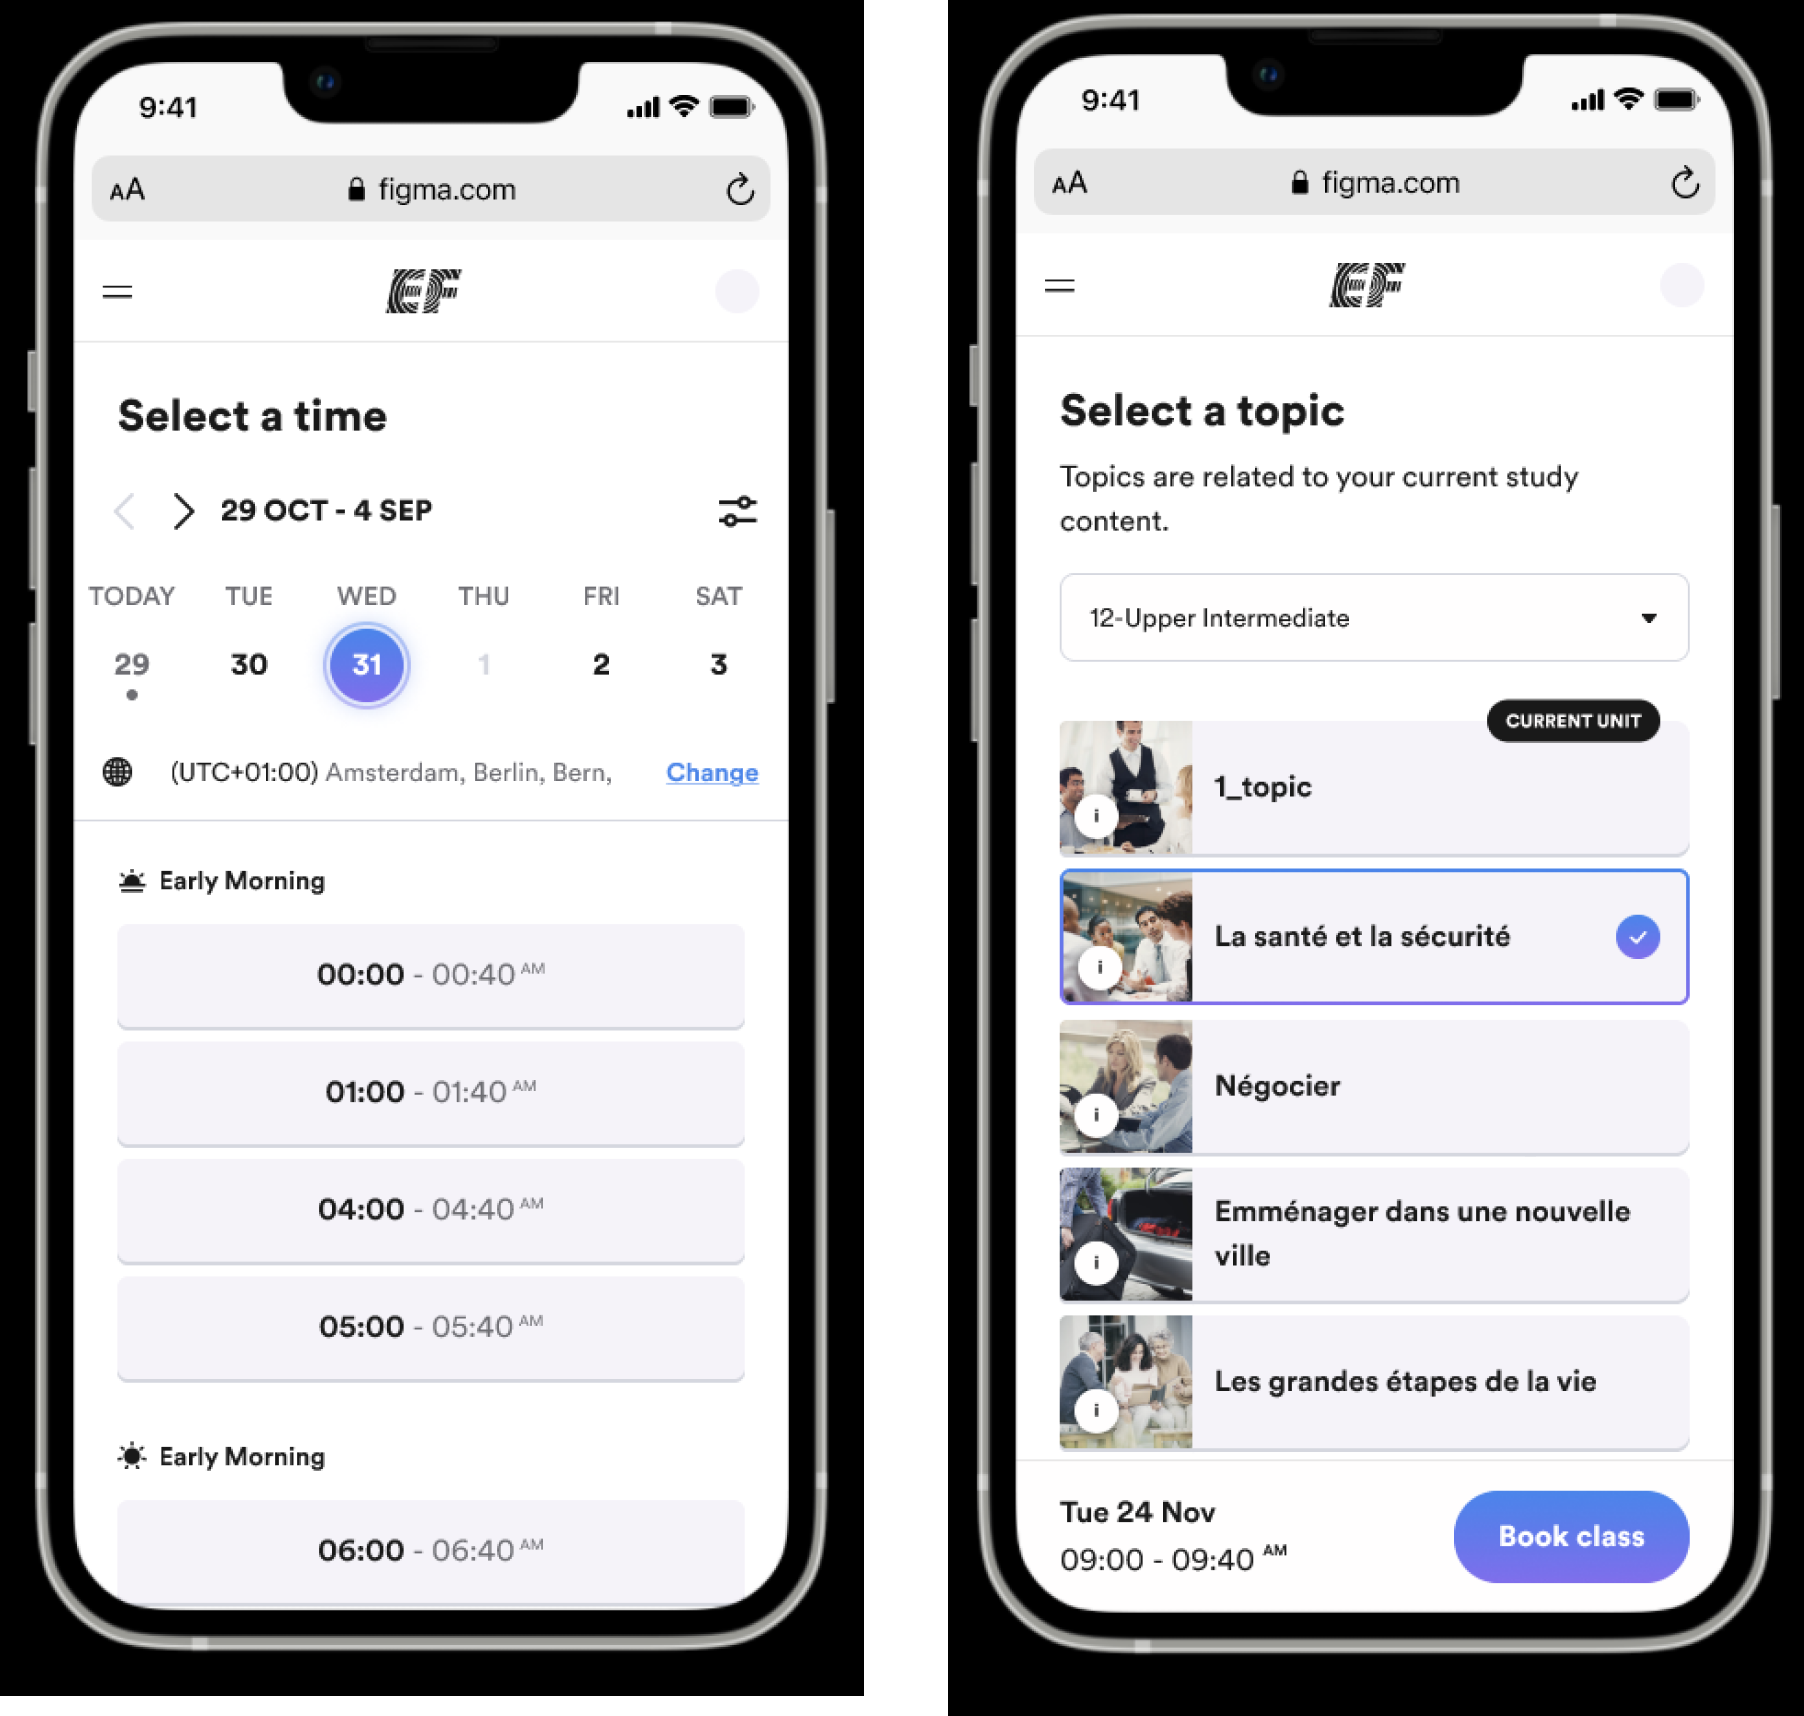 9:41
AA
figma.com
EF
Select a time
29 OCT - 4 SEP
TODAY TUE WED THU FRI SAT
29 30 31 1 2 3
(UTC+01:00) Amsterdam, Berlin, Bern, Change
Early Morning
00:00 - 00:40 AM
01:00 - 01:40 AM
04:00 - 04:40 AM
05:00 - 05:40 AM
Early Morning
06:00 - 06:40 AM
9:41
AA
figma.com
EF
Select a topic
Topics are related to your current study
content.
12-Upper Intermediate
CURRENT UNIT
i
1_topic
i
La santé et la sécurité
i
Négocier
i
Emménager dans une nouvelle
ville
i
Les grandes étapes de la vie
Tue 24 Nov
09:00 - 09:40 AM
Book class